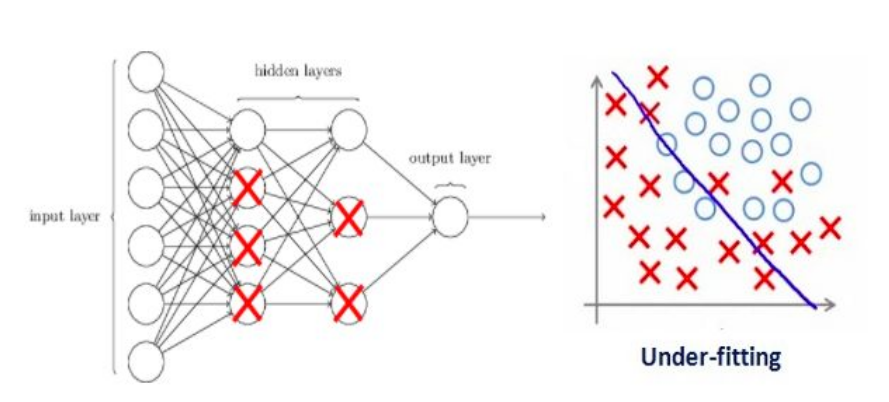 hidden layers
output layer
input layer
Under-fitting